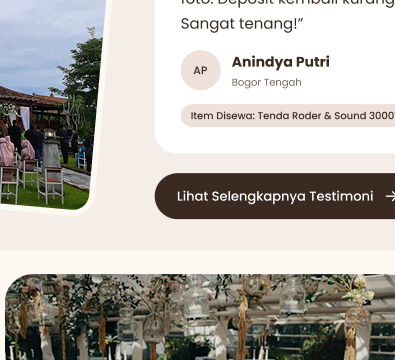 foto. Deposit kembali kurang
Sangat tenang!”
AP
Anindya Putri
Bogor Tengah
Item Disewa: Tenda Roder & Sound 3000
Lihat Selengkapnya Testimoni →